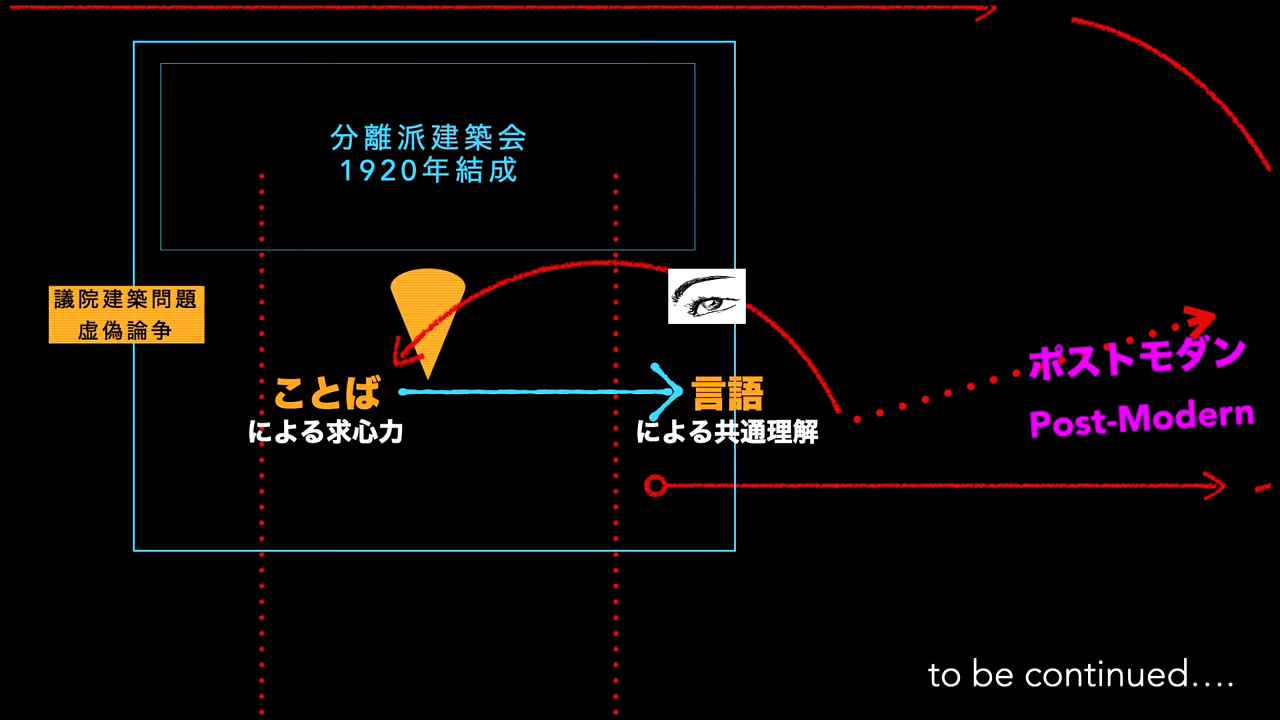 分離派建築会
1920年結成
議院建築問題
虚偽論争
ことば
による求心力
言語
による共通理解
ポストモダン
Post-Modern
to be continued....